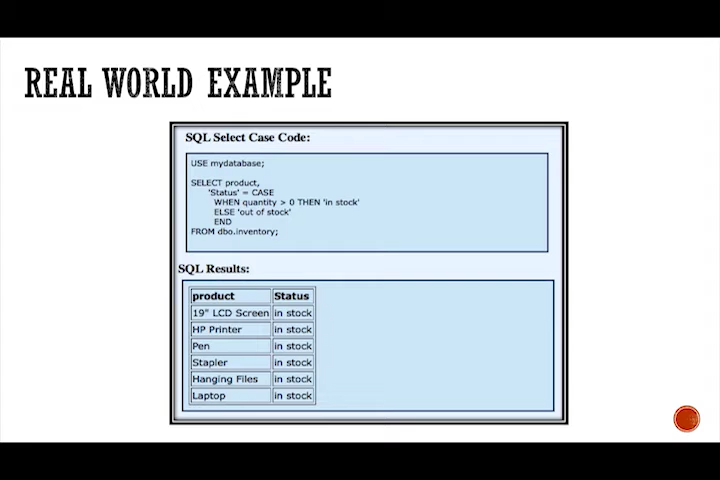 REAL WORLD EXAMPLE
SQL Select Case Code:
USE mydatabase;
SELECT product,
'Status' = CASE
WHEN quantity > 0 THEN 'in stock'
ELSE 'out of stock'
END
FROM dbo.inventory;
SQL Results:
product Status
19" LCD Screen in stock
HP Printer in stock
Pen in stock
Stapler in stock
Hanging Files in stock
Laptop in stock